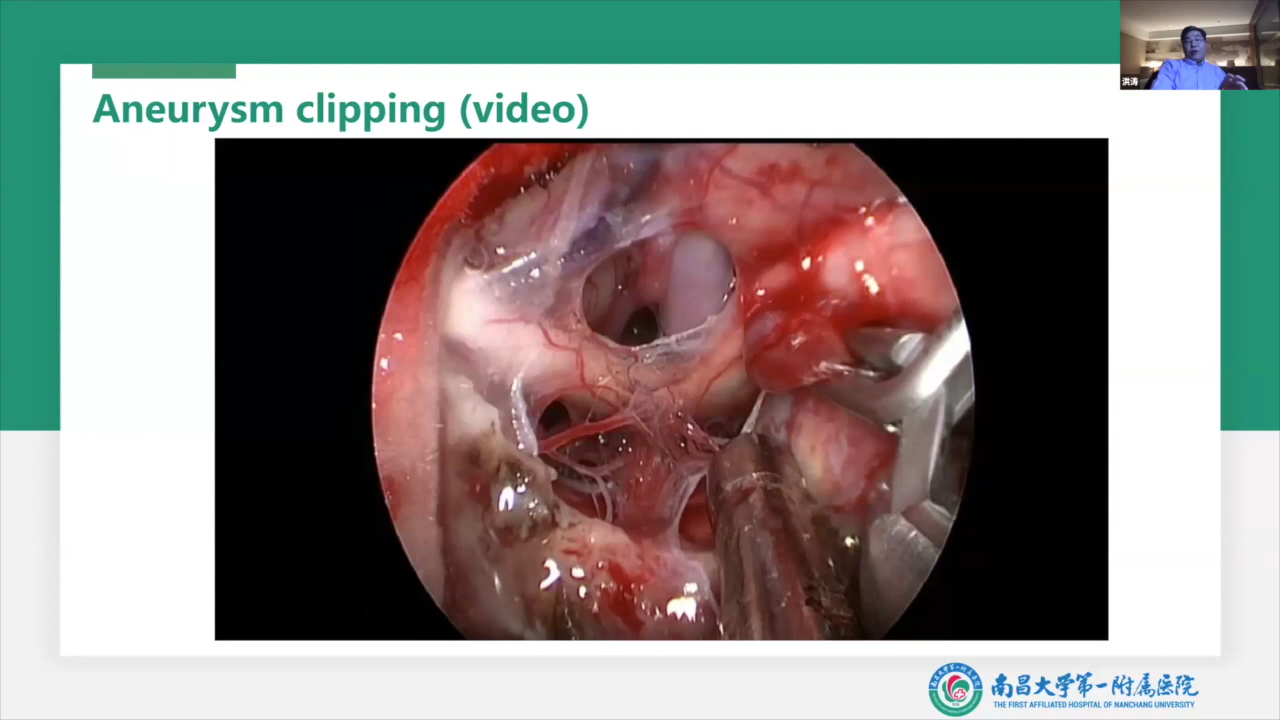 洪涛
Aneurysm clipping (video)
南昌大学第一附属医院
THE FIRST AFFILIATED HOSPITAL OF NANCHANG UNIVERSITY